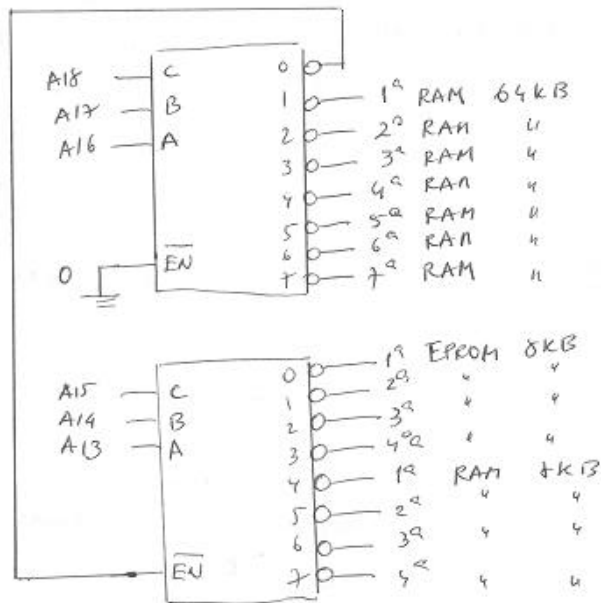 A18 C 0
A17 B 1 1ª RAM 64KB
A16 A 2 2ª RAM "
3 3ª RAM "
4 4ª RAM "
5 5ª RAM "
6 6ª RAM "
0 EN 7 7ª RAM "
0 1ª EPROM 8KB
A15 C 1 2ª " "
A14 B 2 3ª " "
A13 A 3 4ª " "
4 1ª RAM 8KB
5 2ª " "
6 3ª " "
EN 7 4ª " "